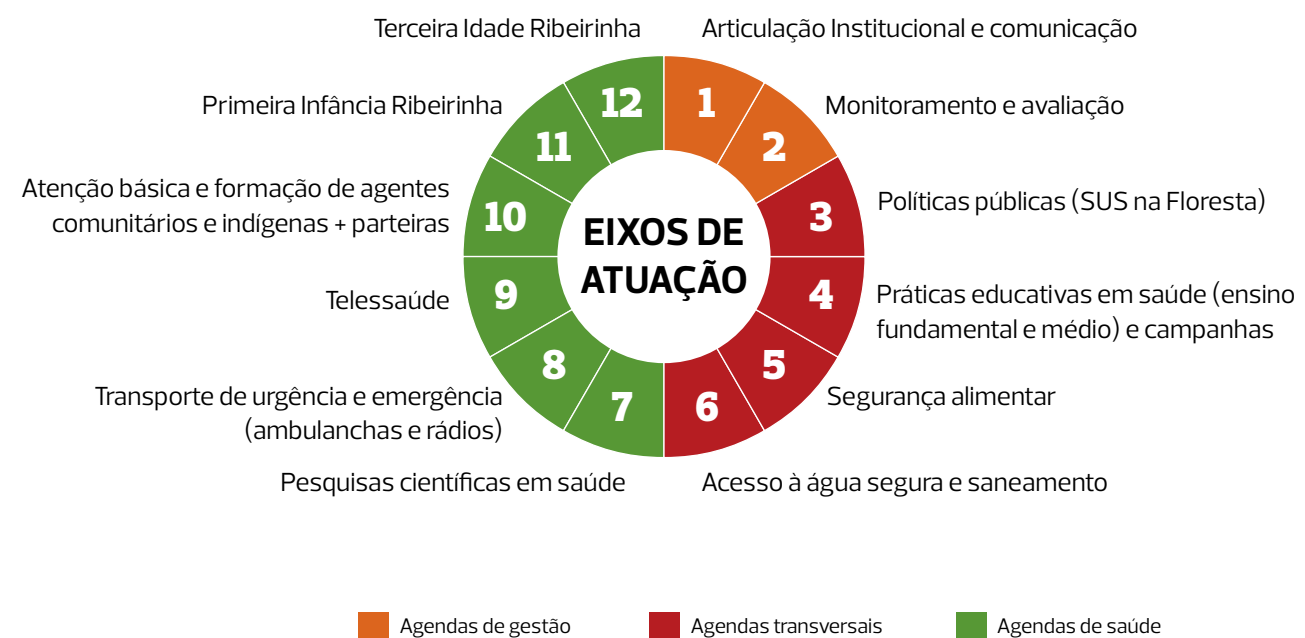 Terceira Idade Ribeirinha
Articulação Institucional e comunicação
Primeira Infância Ribeirinha
Monitoramento e avaliação
Atenção básica e formação de agentes
comunitários e indígenas + parteiras
Políticas públicas (SUS na Floresta)
Telessaúde
Práticas educativas em saúde (ensino
fundamental e médio) e campanhas
Transporte de urgência e emergência
(ambulanchas e rádios)
Segurança alimentar
Pesquisas científicas em saúde
Acesso à água segura e saneamento
12
1
11
2
10
3
EIXOS DE
ATUAÇÃO
9
4
8
5
7
6
Agendas de gestão
Agendas transversais
Agendas de saúde